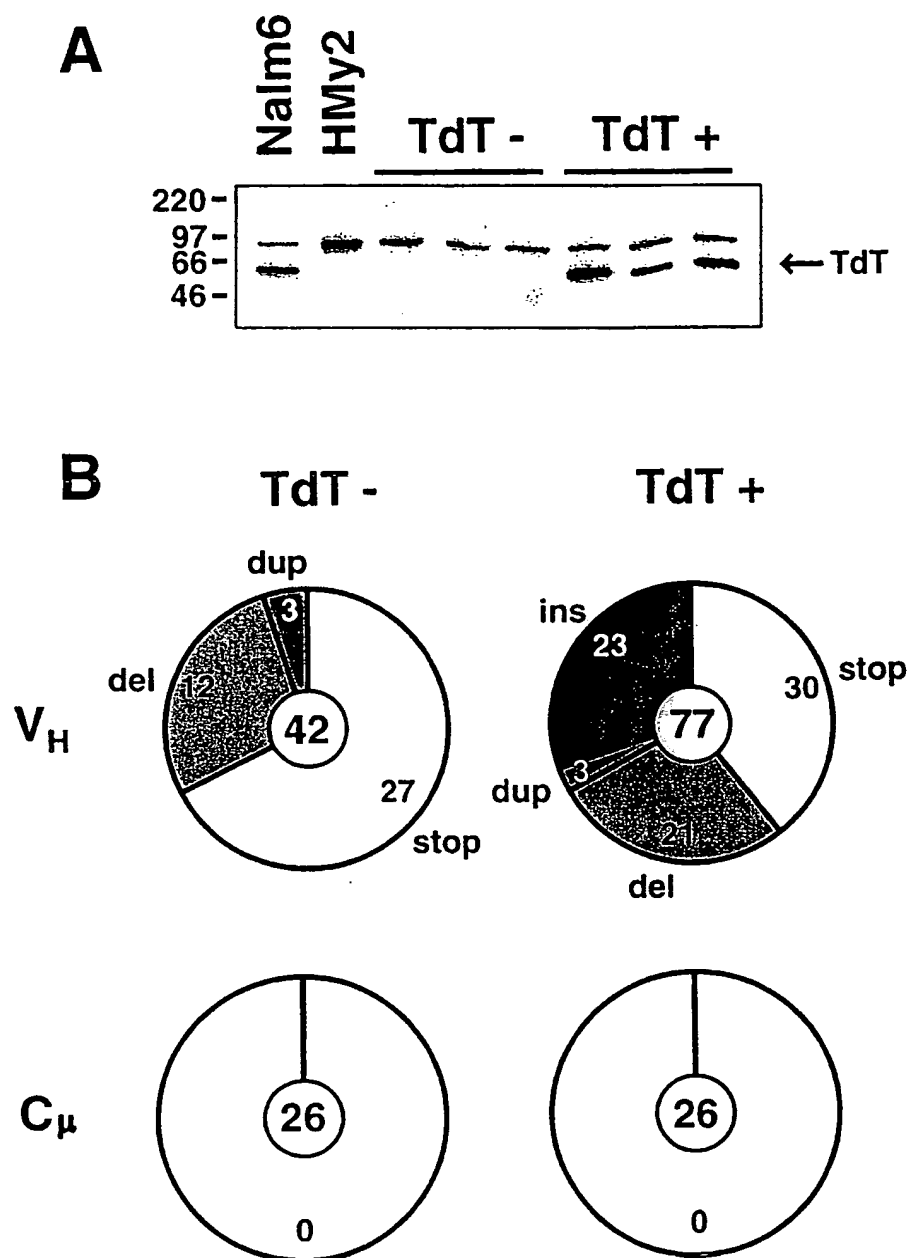 A
Nalm6
HMy2
TdT -
TdT +
220
97
66
46
← TdT
B
TdT -
TdT +
V_H
dup
3
del
12
42
27
stop
ins
23
30
stop
77
dup
3
21
del
Cμ
26
0
26
0